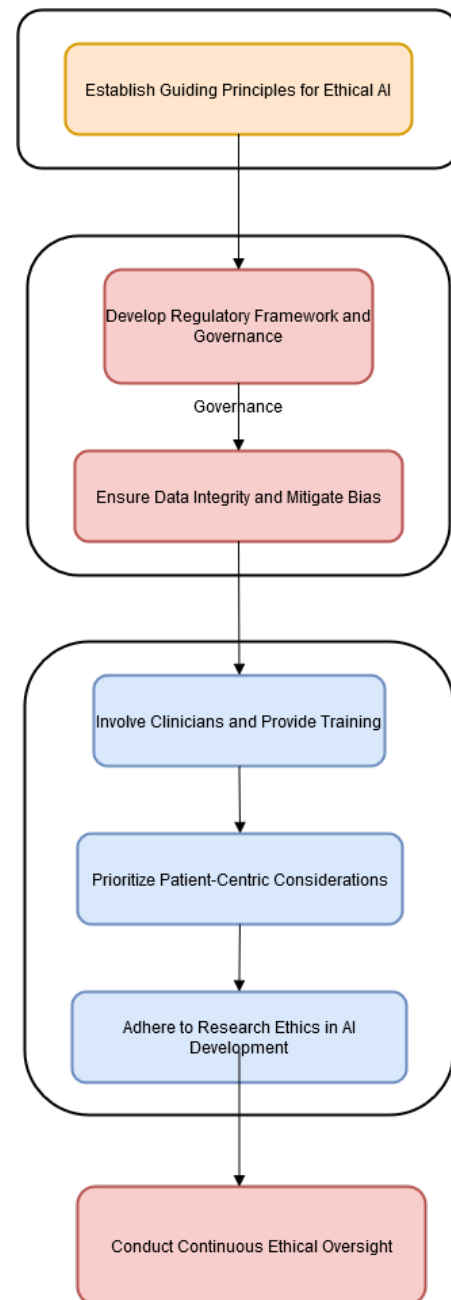 Establish Guiding Principles for Ethical AI
Develop Regulatory Framework and
Governance
Governance
Ensure Data Integrity and Mitigate Bias
Involve Clinicians and Provide Training
Prioritize Patient-Centric Considerations
Adhere to Research Ethics in AI
Development
Conduct Continuous Ethical Oversight